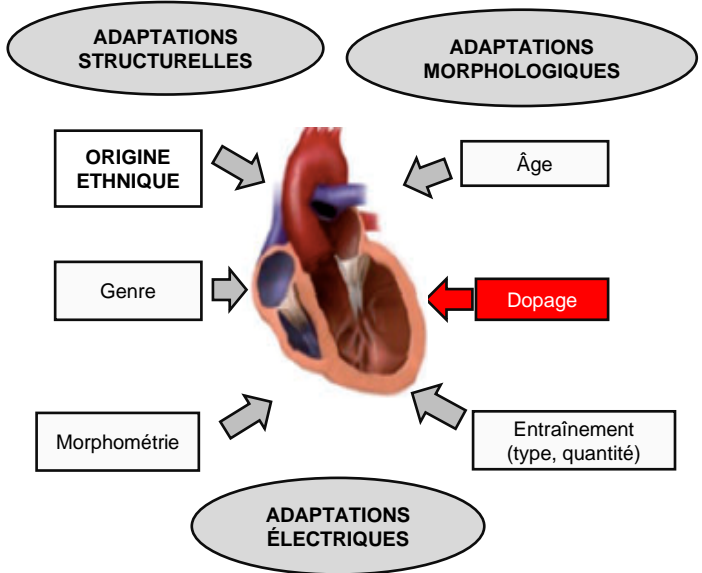 ADAPTATIONS
STRUCTURELLES
ADAPTATIONS
MORPHOLOGIQUES
ORIGINE
ETHNIQUE
Âge
Genre
Dopage
Morphométrie
Entraînement
(type, quantité)
ADAPTATIONS
ÉLECTRIQUES